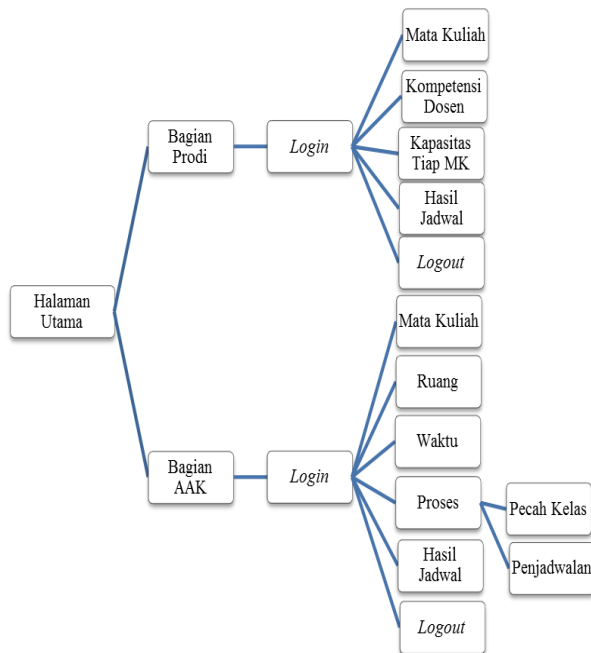 Halaman
Utama
Bagian
Prodi
Login
Mata Kuliah
Kompetensi
Dosen
Kapasitas
Tiap MK
Hasil
Jadwal
Logout
Bagian
AAK
Login
Mata Kuliah
Ruang
Waktu
Proses
Pecah Kelas
Penjadwalan
Hasil
Jadwal
Logout